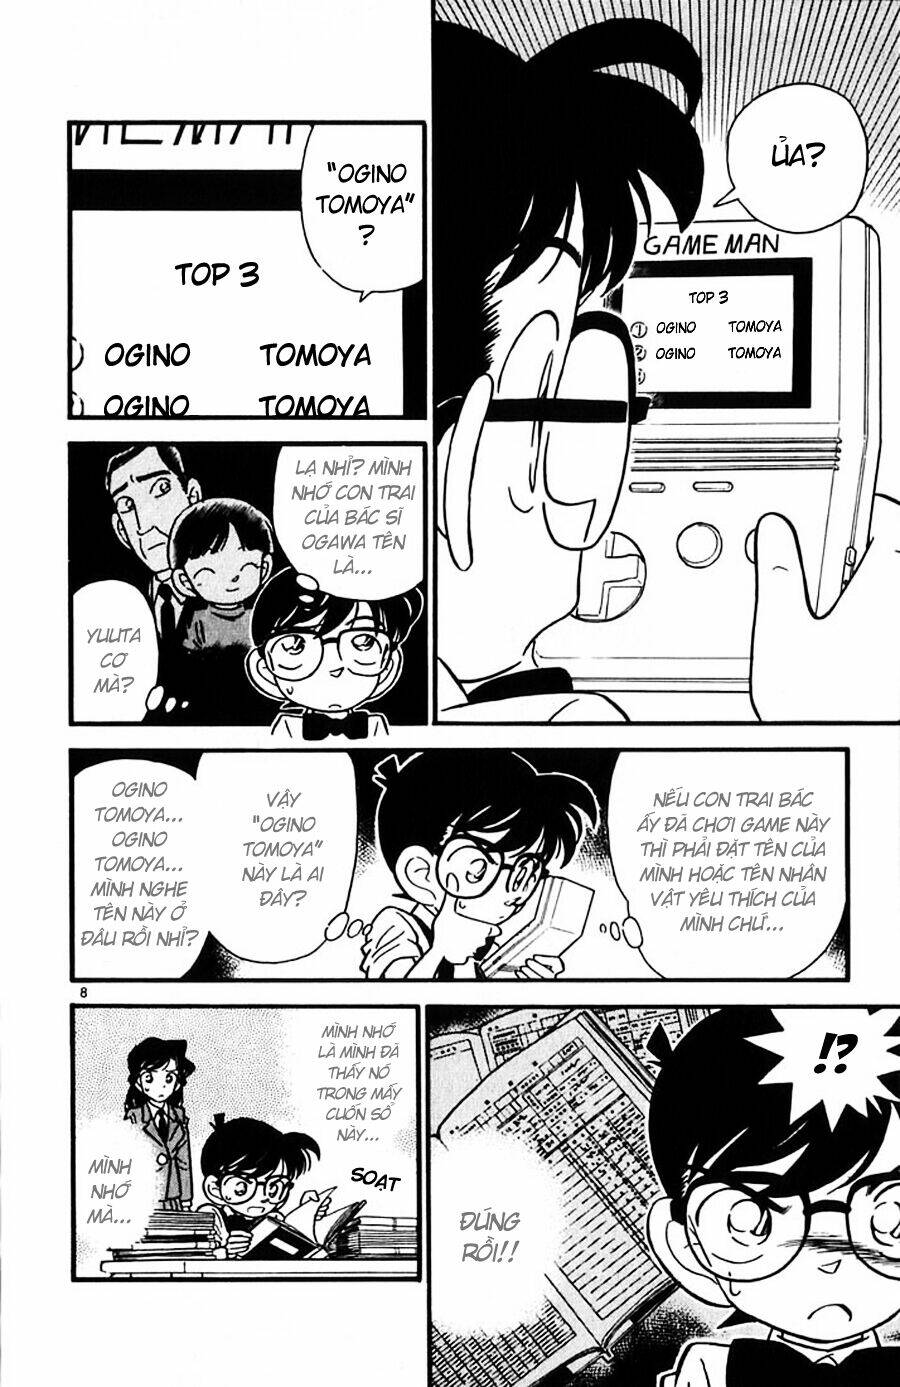 ỦA?
GAME MAN
TOP 3
① OGINO TOMOYA
② OGINO TOMOYA
③
"OGINO
TOMOYA"
?
TOP 3
OGINO TOMOYA
OGINO TOMOYA
LẠ NHỈ? MÌNH
NHỚ CON TRAI
CỦA BÁC SĨ
OGAWA TÊN
LÀ...
YUUTA
CƠ
MÀ?
NẾU CON TRAI BÁC
ẤY ĐÃ CHƠI GAME NÀY
THÌ PHẢI ĐẶT TÊN CỦA
MÌNH HOẶC TÊN NHÂN
VẬT YÊU THÍCH CỦA
MÌNH CHỨ...
VẬY
"OGINO
TOMOYA"
NÀY LÀ AI
ĐÂY?
OGINO
TOMOYA...
OGINO
TOMOYA...
MÌNH NGHE
TÊN NÀY Ở
ĐÂU RỒI NHỈ?
8
MÌNH NHỚ
LÀ MÌNH ĐÃ
THẤY NÓ
TRONG MẤY
CUỐN SỔ
NÀY...
SOẠT
MÌNH
NHỚ
MÀ...
!?
ĐÚNG
RỒI!!